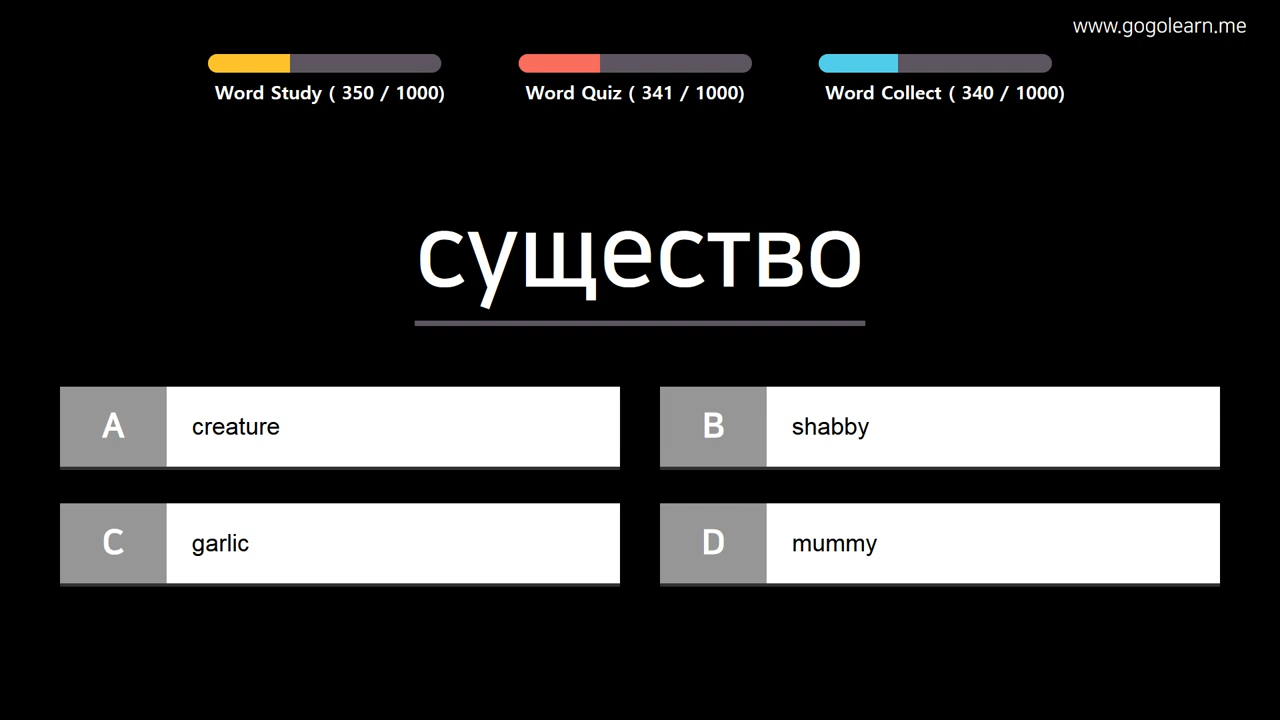 www.gogolearn.me
Word Study ( 350 / 1000)
Word Quiz ( 341 / 1000)
Word Collect ( 340 / 1000)
существо
A creature
B shabby
C garlic
D mummy